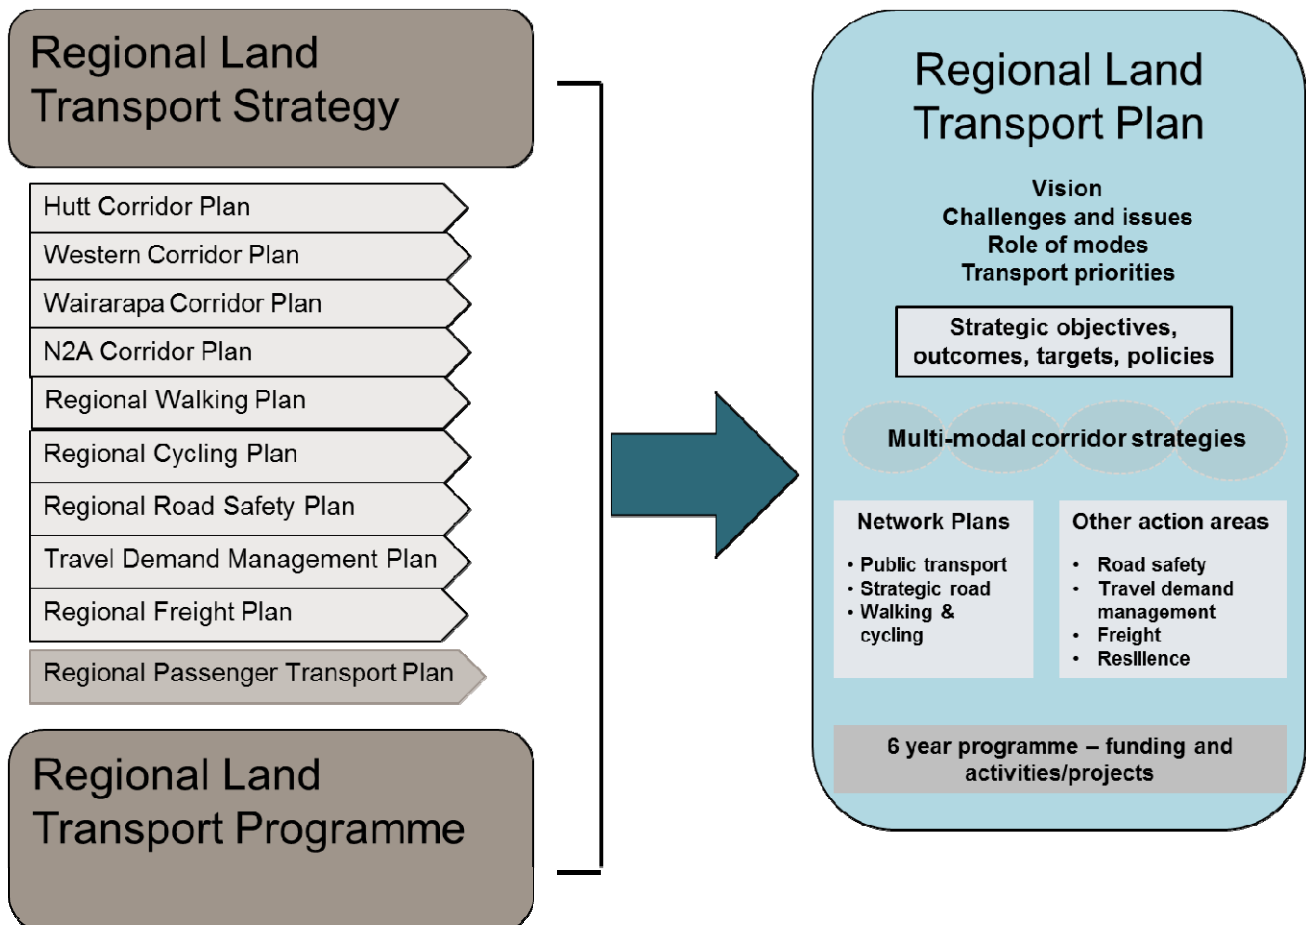 Regional Land
Transport Strategy
Hutt Corridor Plan
Western Corridor Plan
Wairarapa Corridor Plan
N2A Corridor Plan
Regional Walking Plan
Regional Cycling Plan
Regional Road Safety Plan
Travel Demand Management Plan
Regional Freight Plan
Regional Passenger Transport Plan
Regional Land
Transport Programme
Regional Land
Transport Plan
Vision
Challenges and issues
Role of modes
Transport priorities
Strategic objectives,
outcomes, targets, policies
Multi-modal corridor strategies
Network Plans
• Public transport
• Strategic road
• Walking &
cycling
Other action areas
• Road safety
• Travel demand
management
• Freight
• Resilience
6 year programme – funding and
activities/projects